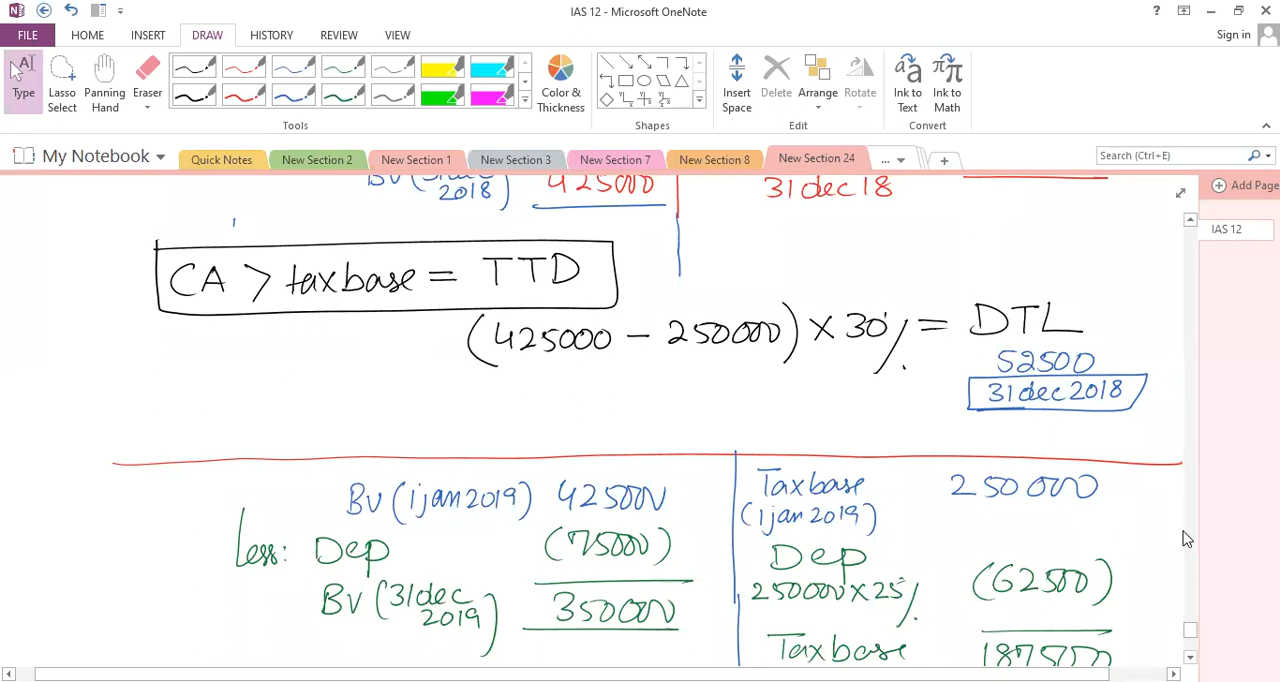 IAS 12 - Microsoft OneNote
FILE HOME INSERT DRAW HISTORY REVIEW VIEW
Sign in
Type
Lasso Select
Panning Hand
Eraser
Color & Thickness
Insert Space
Delete
Arrange
Rotate
Ink to Text
Ink to Math
Tools
Shapes
Edit
Convert
My Notebook
Quick Notes
New Section 2
New Section 1
New Section 3
New Section 7
New Section 8
New Section 24
...
Search (Ctrl+E)
Add Page
IAS 12
2018) 425000
31 dec 18
CA > taxbase = TTD
(425000 - 250000) × 30% = DTL
52500
31 dec 2018
Bv (1 jan 2019) 425000
Less: Dep (75000)
Bv (31 dec 2019) 350000
Taxbase 250000
(1 jan 2019)
Dep
250000 × 25% (62500)
Taxbase 187500